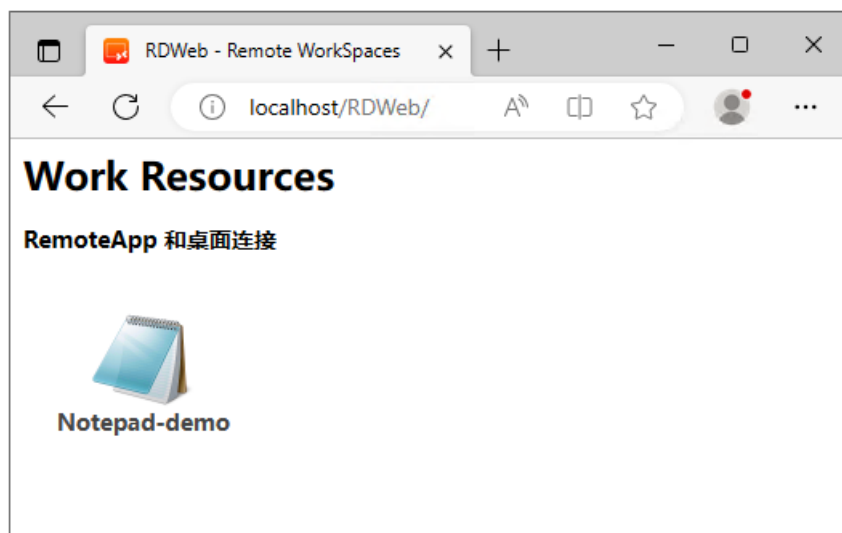 RDWeb - Remote WorkSpaces
localhost/RDWeb/
Work Resources
RemoteApp 和桌面连接
Notepad-demo